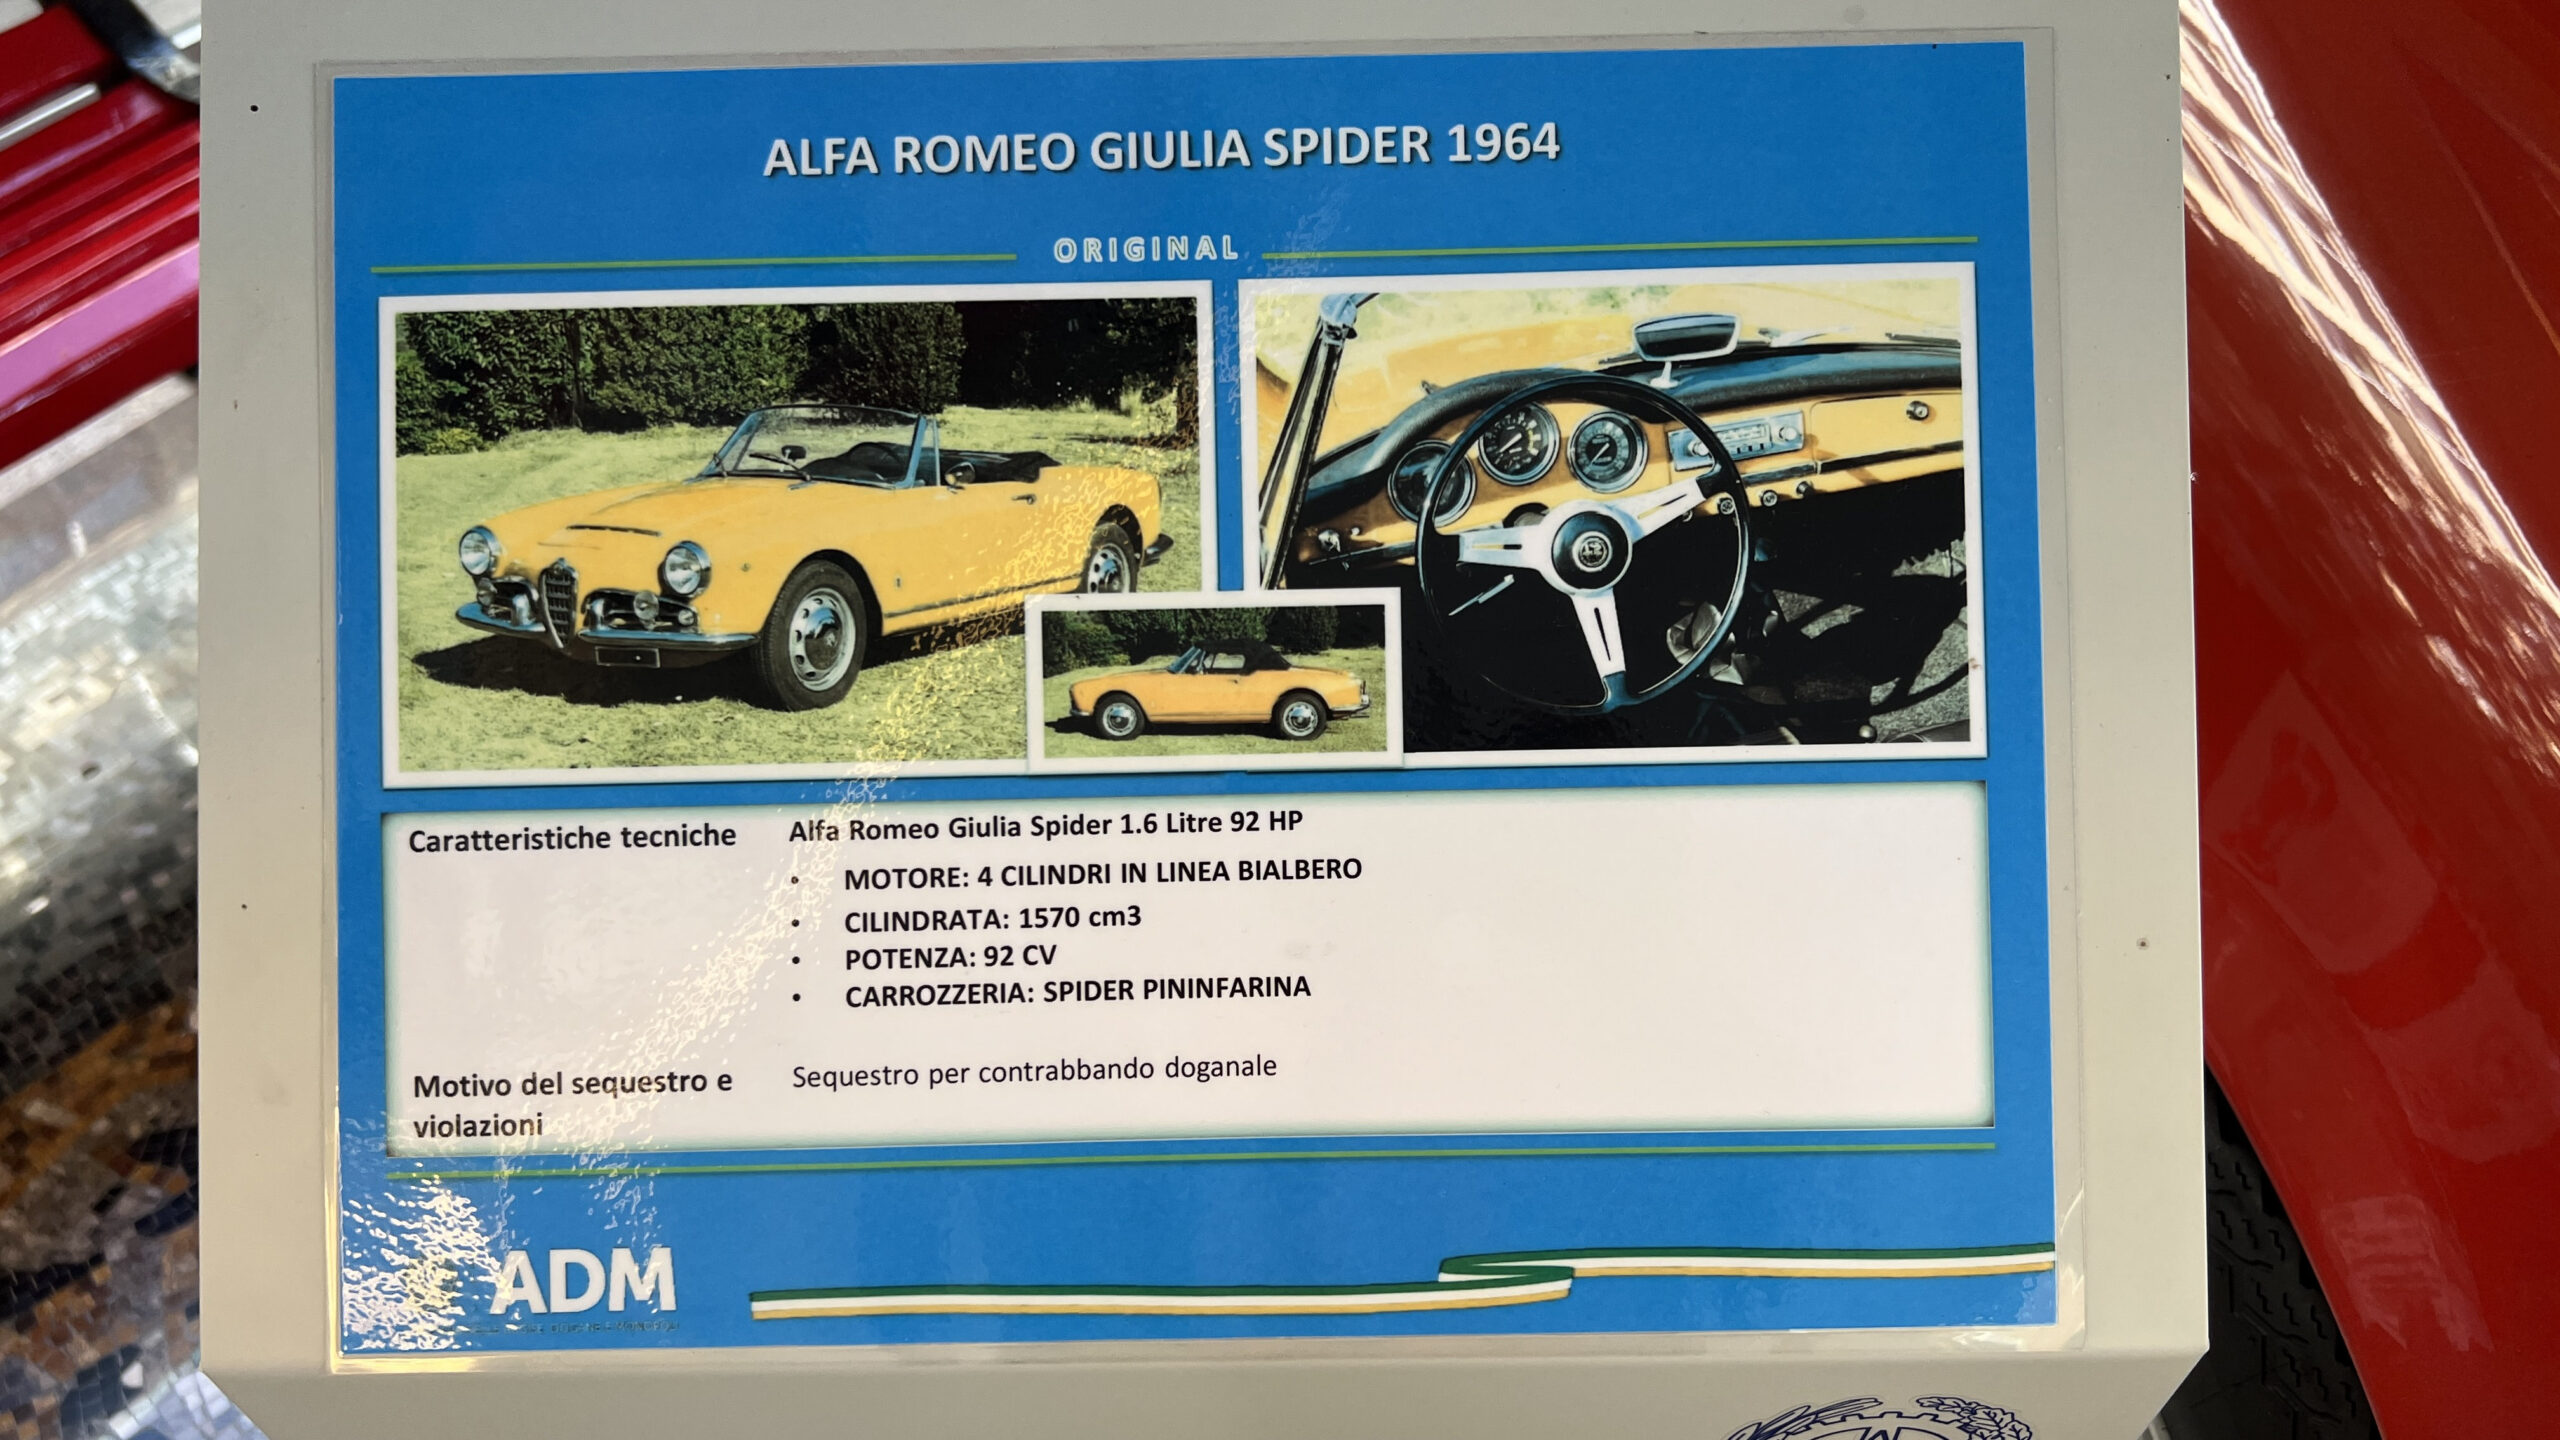 ALFA ROMEO GIULIA SPIDER 1964
ORIGINAL
Caratteristiche tecniche
Alfa Romeo Giulia Spider 1.6 Litre 92 HP
• MOTORE: 4 CILINDRI IN LINEA BIALBERO
• CILINDRATA: 1570 cm3
• POTENZA: 92 CV
• CARROZZERIA: SPIDER PININFARINA
Motivo del sequestro e
violazioni
Sequestro per contrabbando doganale
ADM